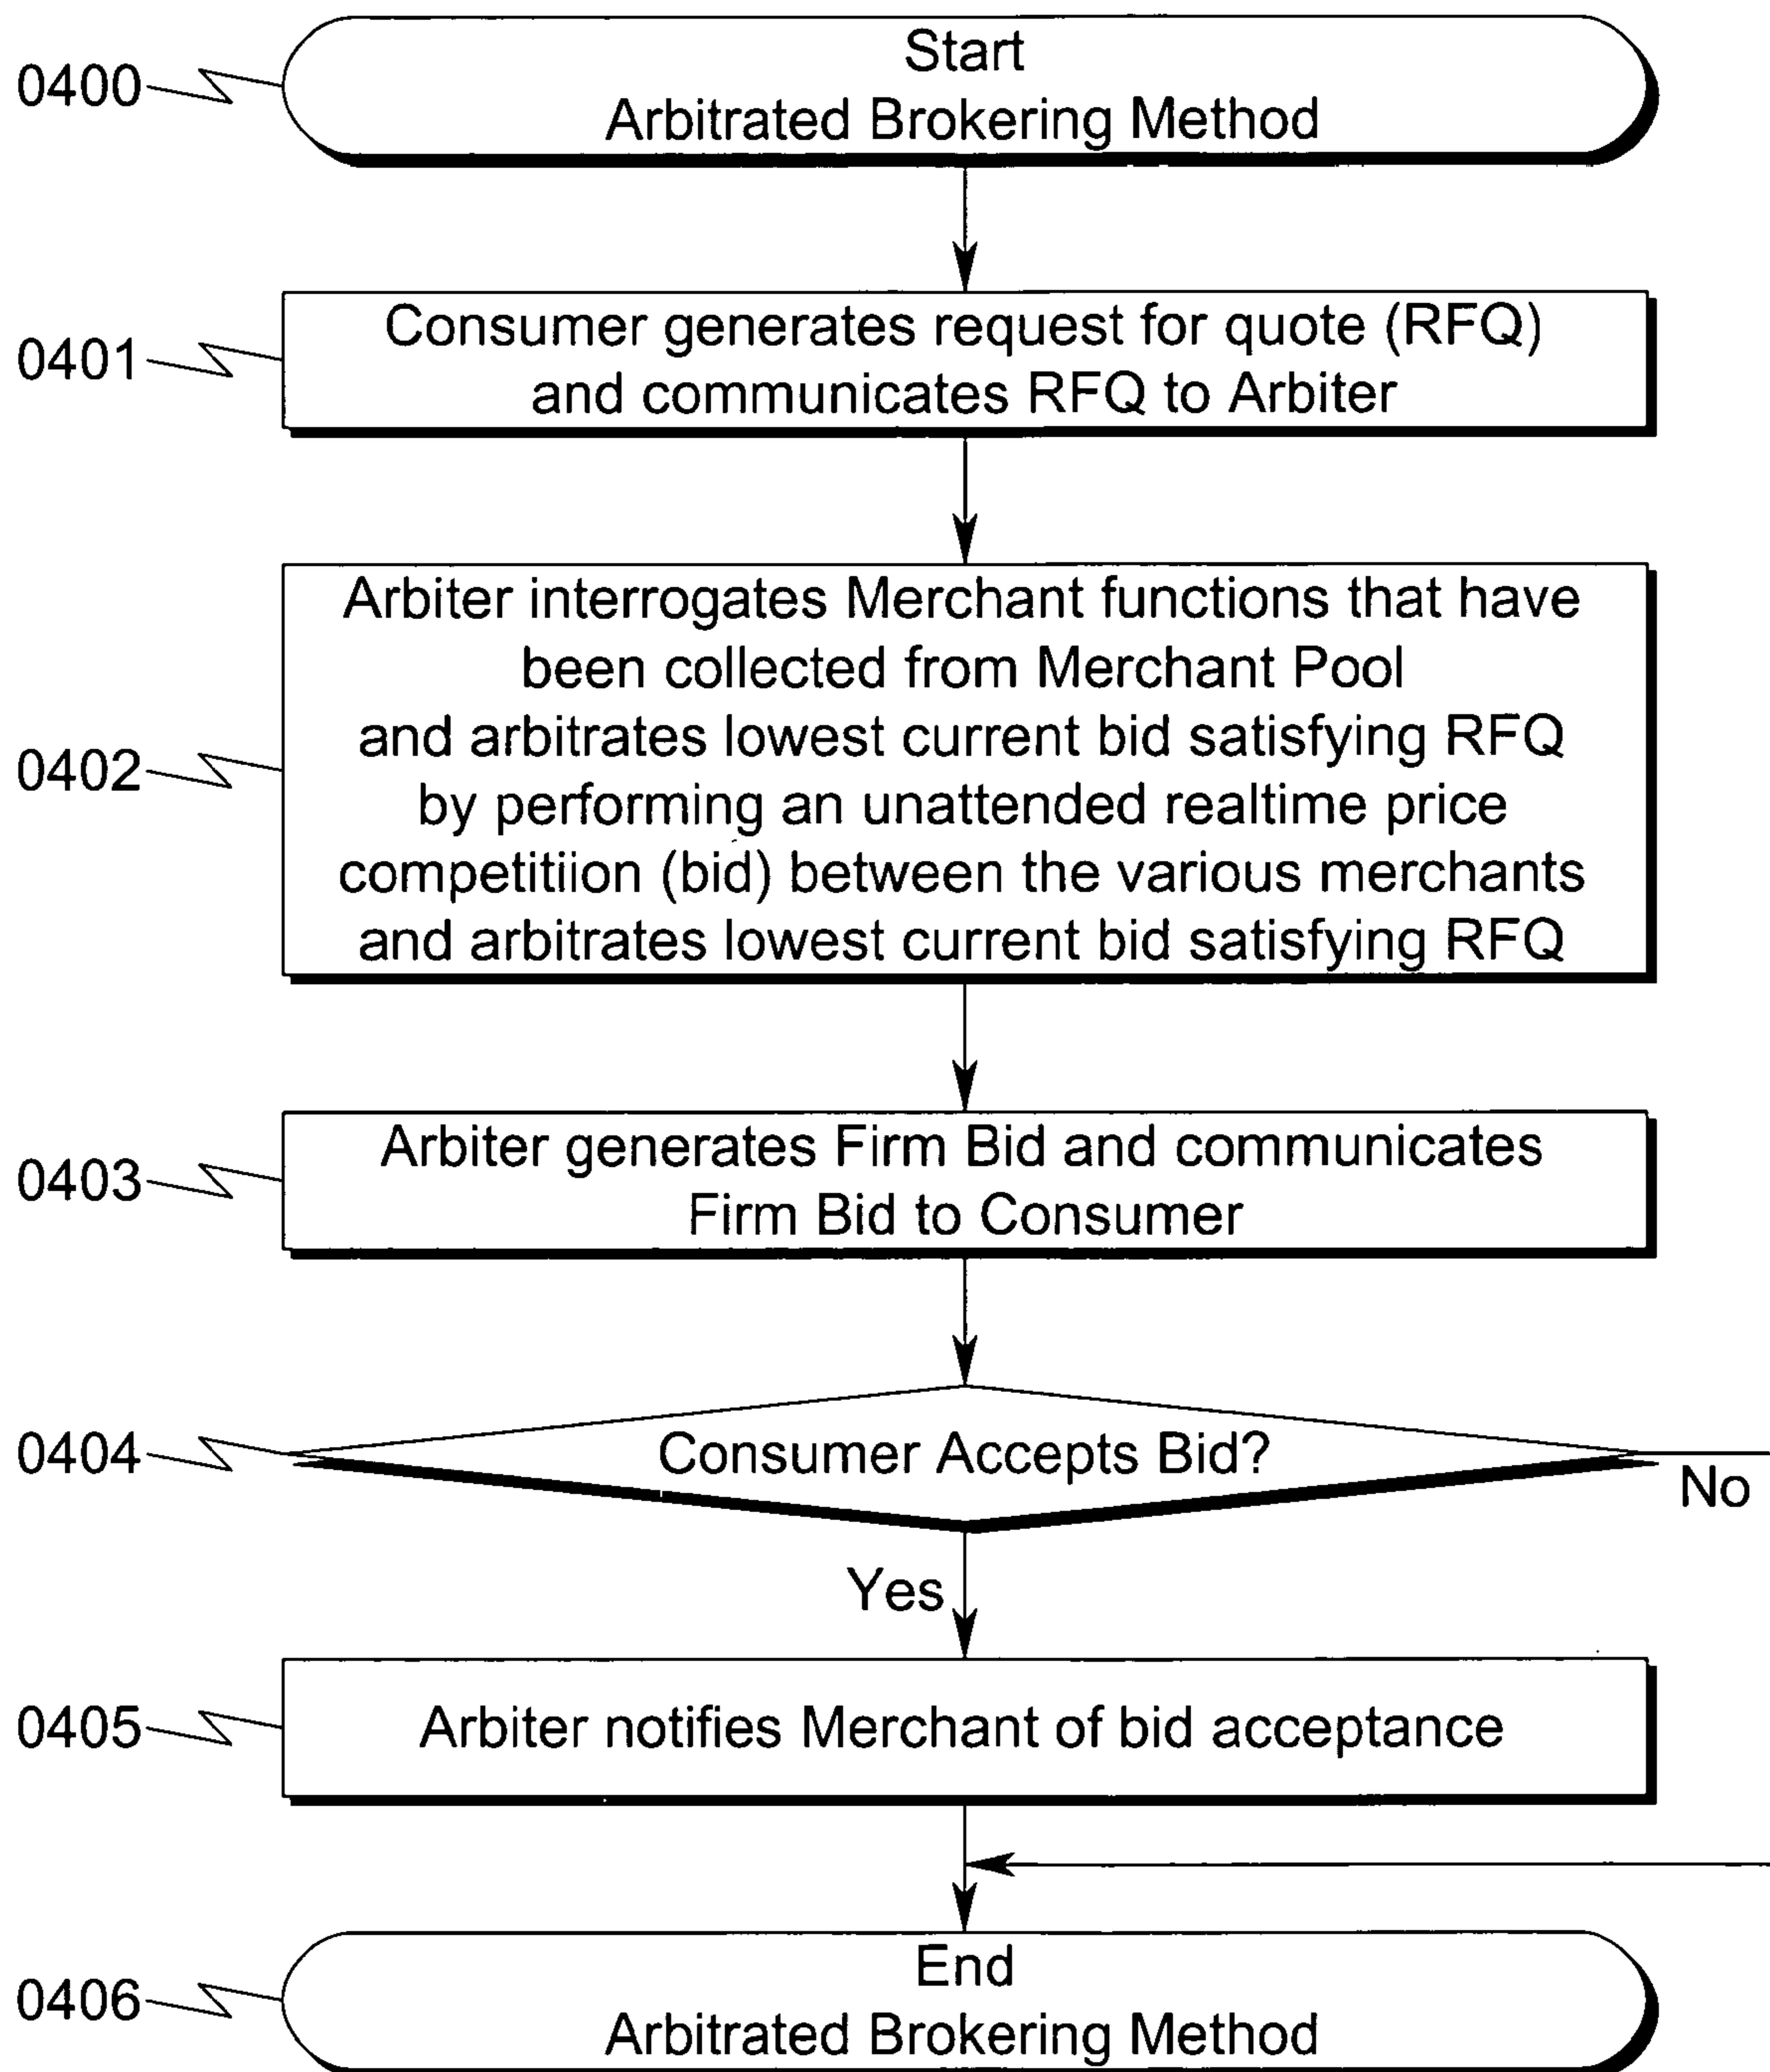 0400
Start
Arbitrated Brokering Method
0401
Consumer generates request for quote (RFQ)
and communicates RFQ to Arbiter
0402
Arbiter interrogates Merchant functions that have
been collected from Merchant Pool
and arbitrates lowest current bid satisfying RFQ
by performing an unattended realtime price
competitiion (bid) between the various merchants
and arbitrates lowest current bid satisfying RFQ
0403
Arbiter generates Firm Bid and communicates
Firm Bid to Consumer
0404
Consumer Accepts Bid?
No
Yes
0405
Arbiter notifies Merchant of bid acceptance
0406
End
Arbitrated Brokering Method